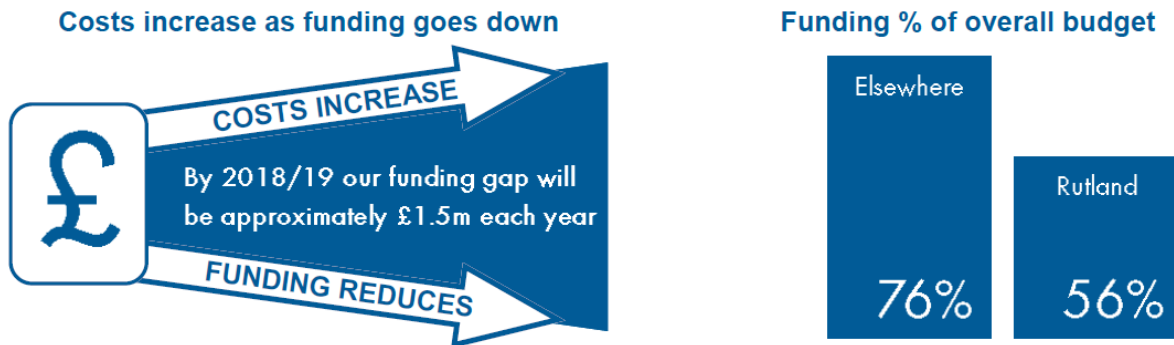 Costs increase as funding goes down
£
COSTS INCREASE
By 2018/19 our funding gap will
be approximately £1.5m each year
FUNDING REDUCES
Funding % of overall budget
Elsewhere
76%
Rutland
56%